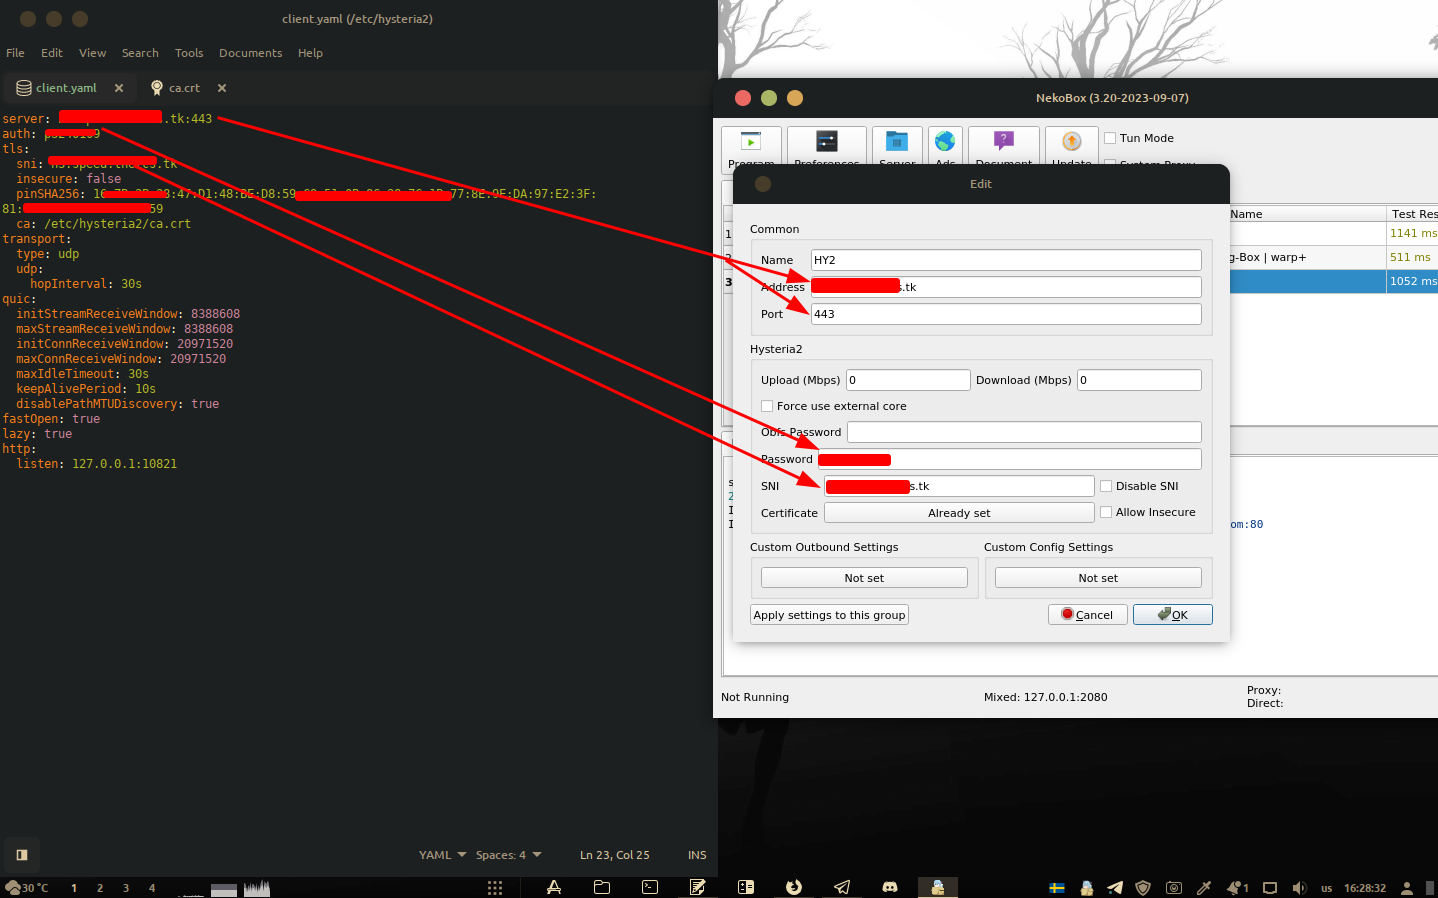 client.yaml (/etc/hysteria2)
File Edit View Search Tools Documents Help
client.yaml
ca.crt
server: .tk:443
auth:
tls:
sni: .tk
insecure: false
pinSHA256: :47:D1:48:BE:D8:59 77:8E:9E:DA:97:E2:3F:
81: 59
ca: /etc/hysteria2/ca.crt
transport:
type: udp
udp:
hopInterval: 30s
quic:
initStreamReceiveWindow: 8388608
maxStreamReceiveWindow: 8388608
initConnReceiveWindow: 20971520
maxConnReceiveWindow: 20971520
maxIdleTimeout: 30s
keepAlivePeriod: 10s
disablePathMTUDiscovery: true
fastOpen: true
lazy: true
http:
listen: 127.0.0.1:10821
YAML Spaces: 4 Ln 23, Col 25 INS
NekoBox (3.20-2023-09-07)
Program Preferences Server Ads Document Update
Tun Mode
System Proxy
Name Test Res
1 1141 ms
2 g-Box | warp+ 511 ms
3 1052 ms
Edit
Common
Name HY2
Address s.tk
Port 443
Hysteria2
Upload (Mbps) 0 Download (Mbps) 0
Force use external core
Obfs Password
Password
SNI s.tk Disable SNI
Certificate Already set Allow Insecure
om:80
Custom Outbound Settings Custom Config Settings
Not set Not set
Apply settings to this group Cancel OK
Not Running Mixed: 127.0.0.1:2080 Proxy:
Direct:
30 °C 1 2 3 4 1 us 16:28:32